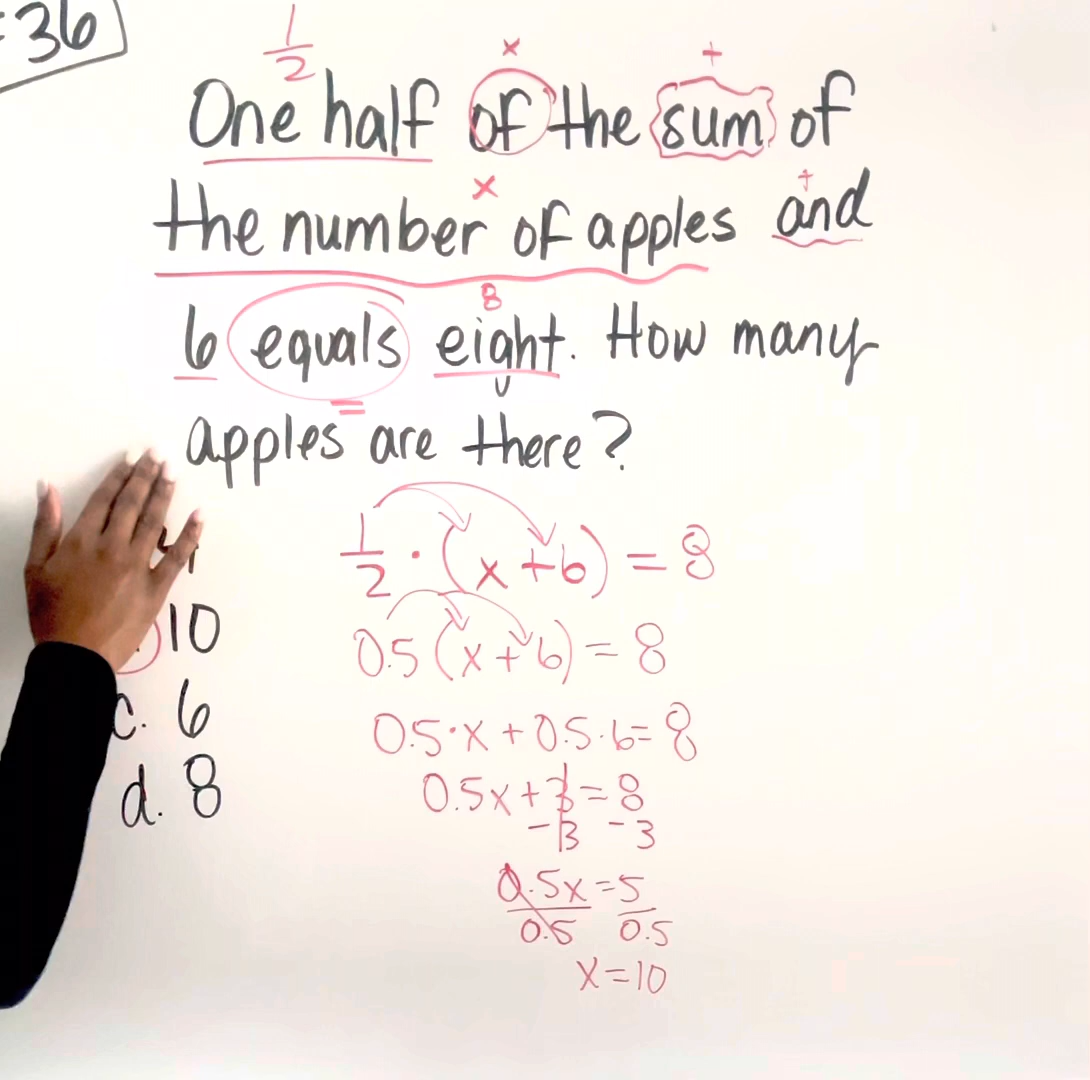 = 36
1/2 × +
One half of the sum of
× +
the number of apples and
8
6 equals eight. How many
=
apples are there?
1/2 · (x + 6) = 8
10
0.5 (x + 6) = 8
c. 6
0.5 · x + 0.5 · 6 = 8
d. 8
0.5x + 3 = 8
- 3 - 3
0.5x = 5
0.5 0.5
x = 10